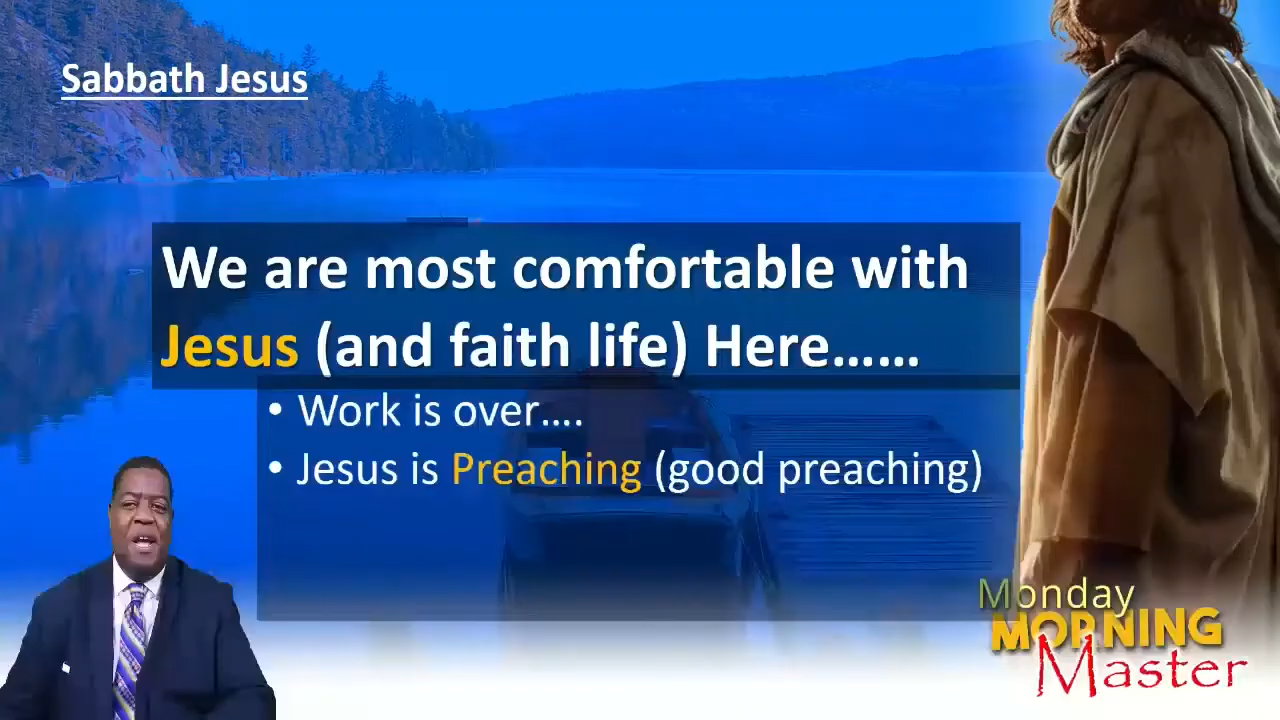 Sabbath Jesus
We are most comfortable with
Jesus (and faith life) Here......
• Work is over....
• Jesus is Preaching (good preaching)
Monday
MORNING
Master